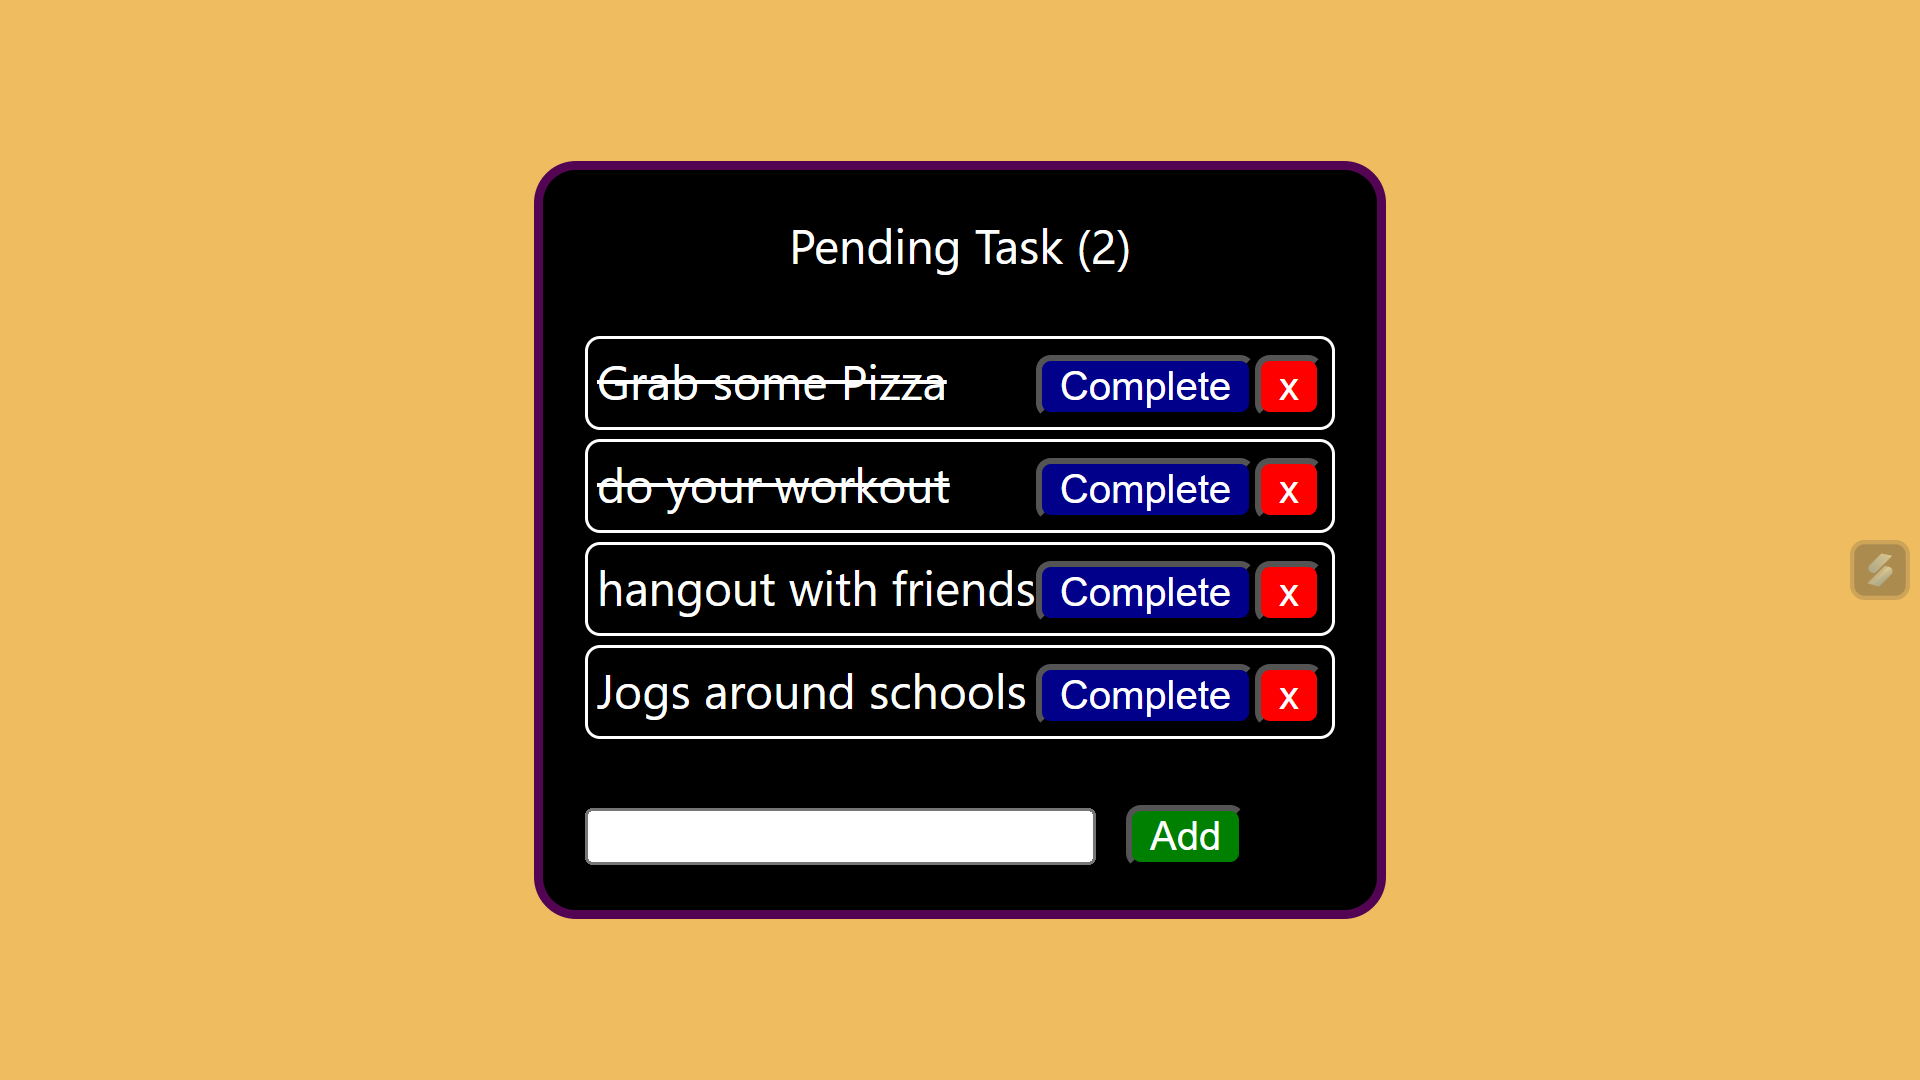 Pending Task (2)
Grab some Pizza Complete x
do your workout Complete x
hangout with friends Complete x
Jogs around schools Complete x
Add